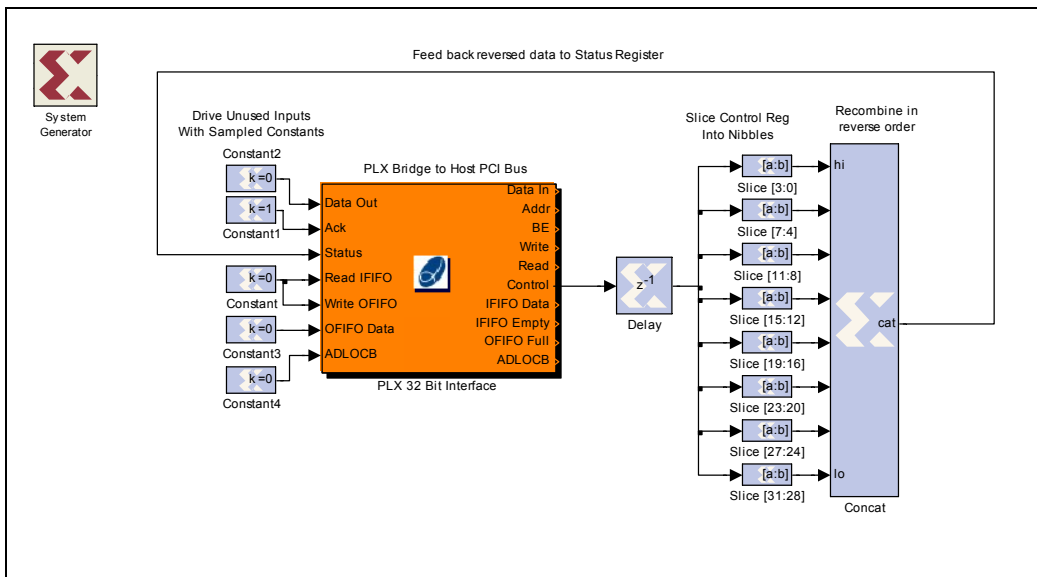 Feed back reversed data to Status Register
System
Generator
Drive Unused Inputs
With Sampled Constants
Slice Control Reg
Into Nibbles
Recombine in
reverse order
Constant2
k =0
k =1
Constant1
k =0
Constant
k =0
Constant3
k =0
Constant4
PLX Bridge to Host PCI Bus
Data Out
Ack
Status
Read IFIFO
Write OFIFO
OFIFO Data
ADLOCB
Data In
Addr
BE
Write
Read
Control
IFIFO Data
IFIFO Empty
OFIFO Full
ADLOCB
PLX 32 Bit Interface
z-1
Delay
[a:b]
Slice [3:0]
[a:b]
Slice [7:4]
[a:b]
Slice [11:8]
[a:b]
Slice [15:12]
[a:b]
Slice [19:16]
[a:b]
Slice [23:20]
[a:b]
Slice [27:24]
[a:b]
Slice [31:28]
hi
cat
lo
Concat